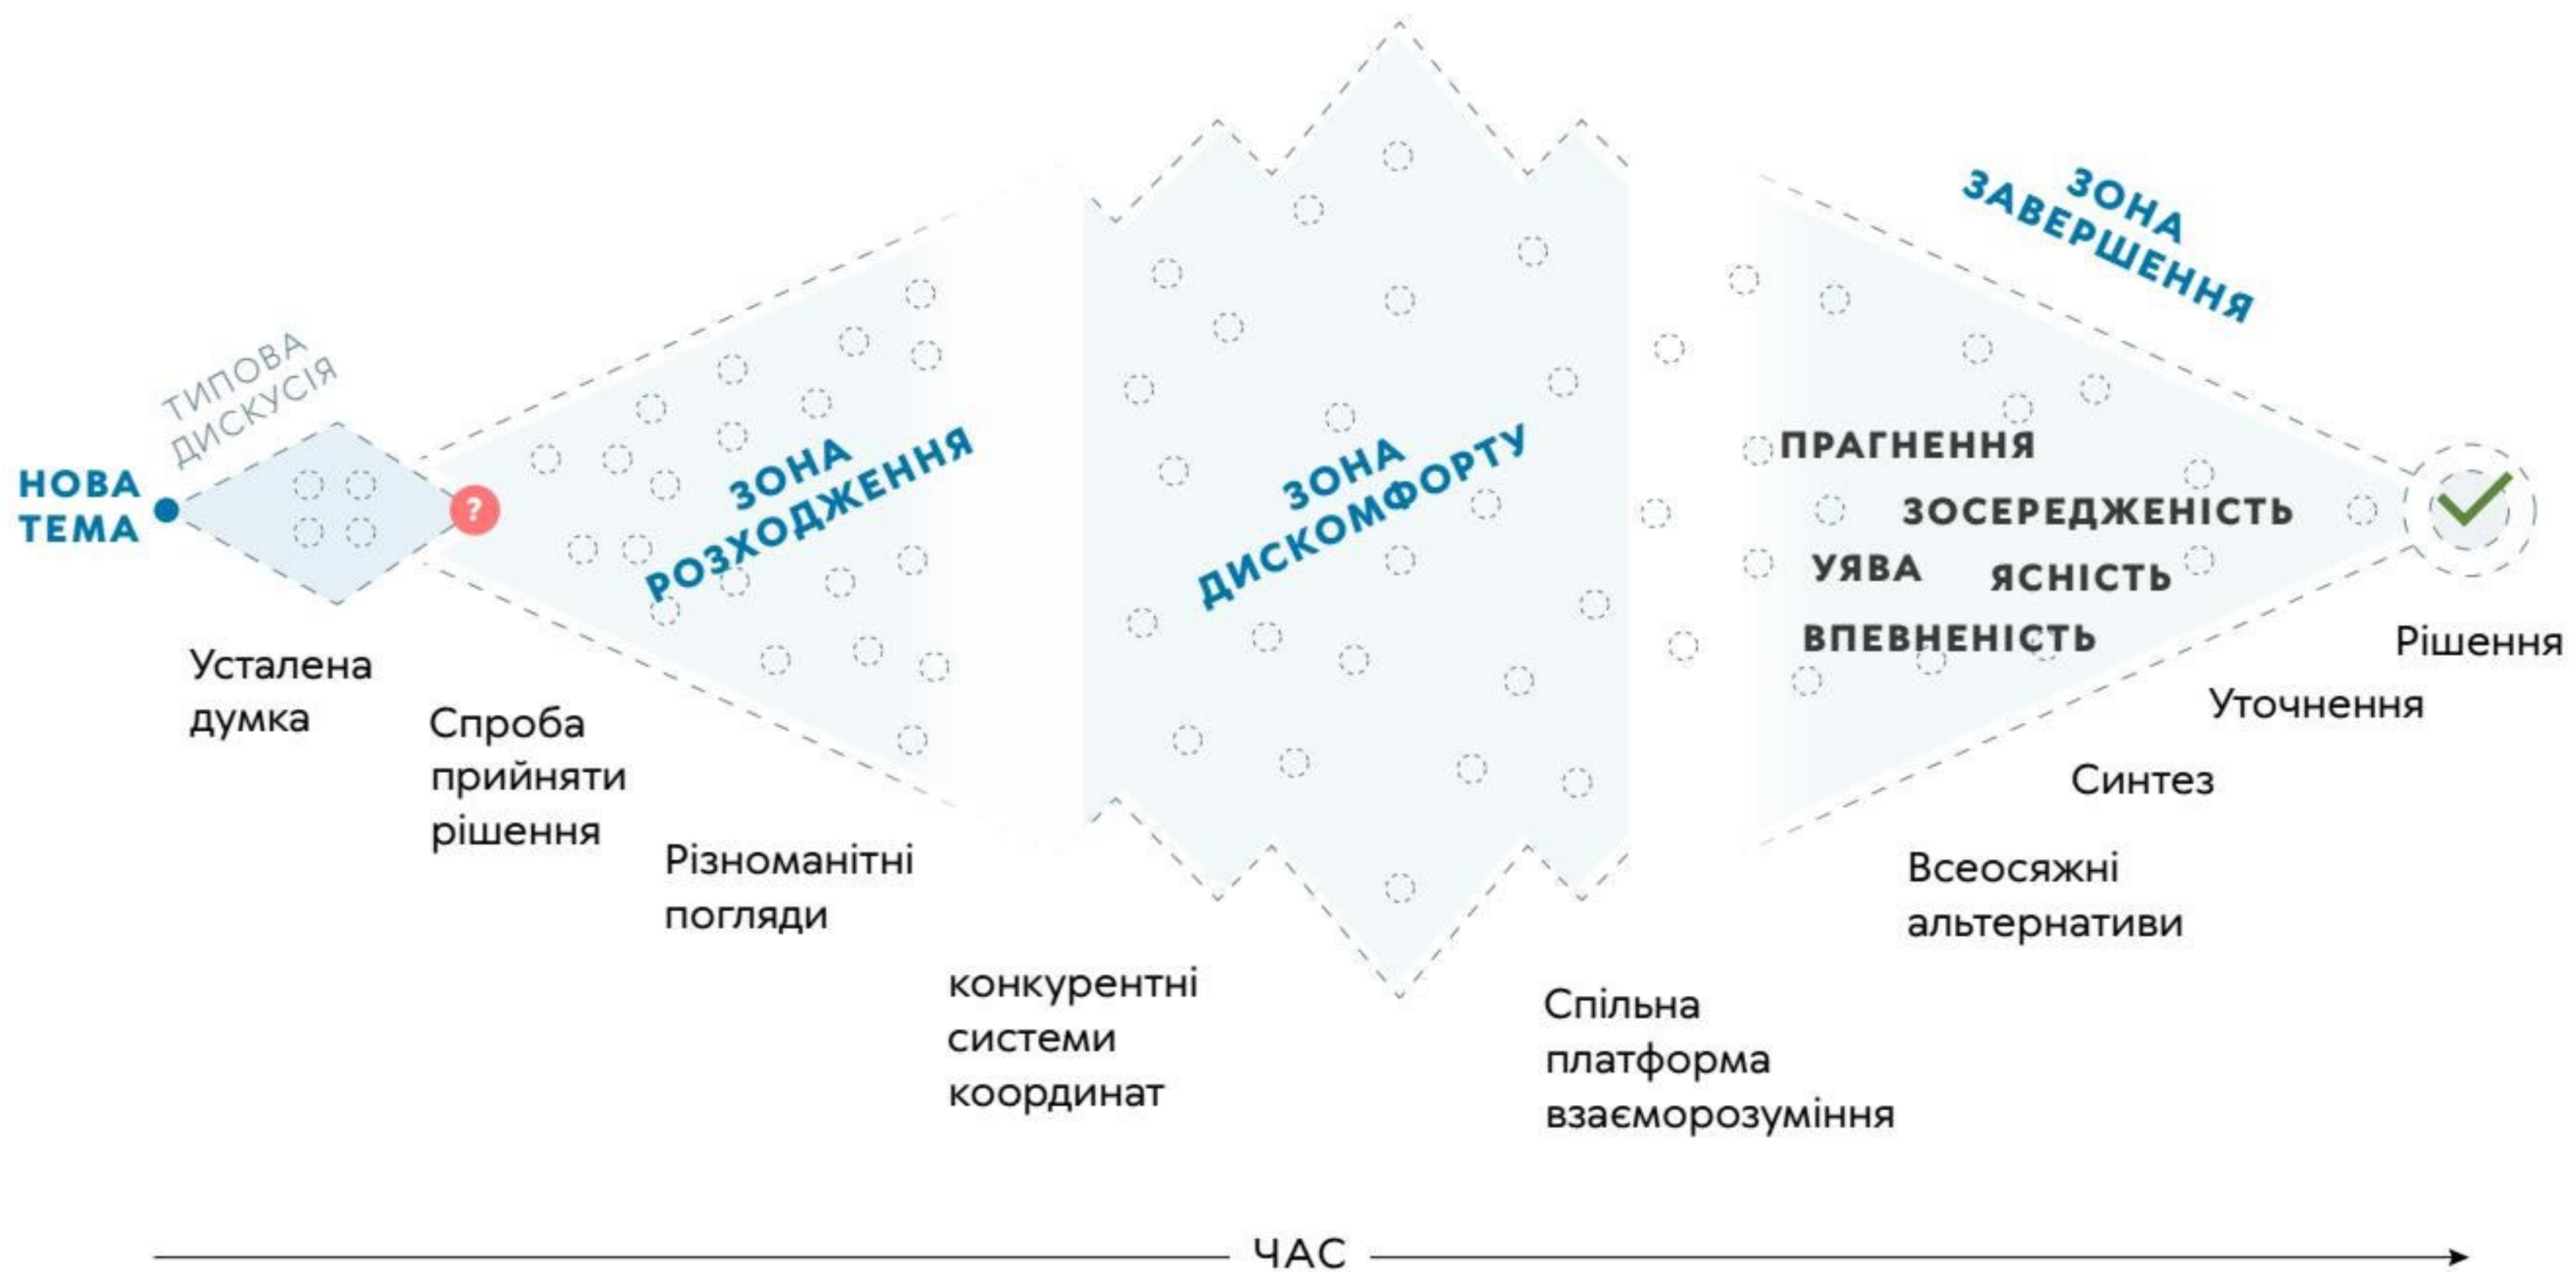 НОВА
ТЕМА
ТИПОВА
ДИСКУСІЯ
?
Усталена
думка
Спроба
прийняти
рішення
ЗОНА
РОЗХОДЖЕННЯ
Різноманітні
погляди
конкурентні
системи
координат
ЗОНА
ДИСКОМФОРТУ
Спільна
платформа
взаєморозуміння
ЗОНА
ЗАВЕРШЕННЯ
ПРАГНЕННЯ
ЗОСЕРЕДЖЕНІСТЬ
УЯВА ЯСНІСТЬ
ВПЕВНЕНІСТЬ
Всеосяжні
альтернативи
Синтез
Уточнення
Рішення
ЧАС